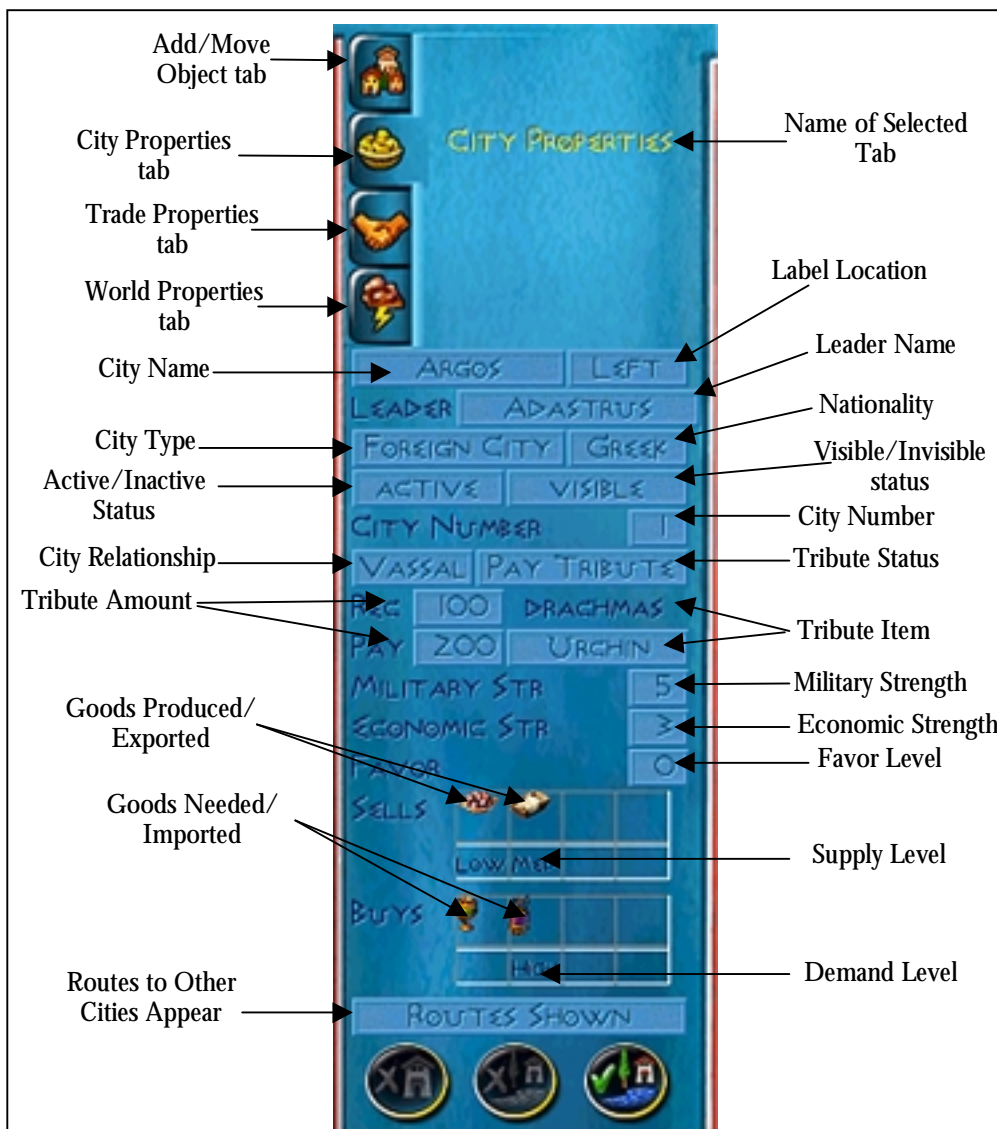 Add/Move
Object tab
City Properties
tab
CITY PROPERTIES
Name of Selected
Tab
Trade Properties
tab
World Properties
tab
Label Location
City Name
ARGOS
LEFT
Leader Name
LEADER
ADASTRUS
City Type
FOREIGN CITY
GREEK
Nationality
Active/Inactive
Status
ACTIVE
VISIBLE
Visible/Invisible
status
CITY NUMBER
1
City Number
City Relationship
VASSAL
PAY TRIBUTE
Tribute Status
Tribute Amount
REC
100
DRACHMAS
Tribute Item
PAY
200
URCHIN
MILITARY STR
5
Military Strength
Goods Produced/
Exported
ECONOMIC STR
3
Economic Strength
FAVOR
0
Favor Level
Goods Needed/
Imported
SELLS
LOW
MED
Supply Level
BUYS
HIGH
Demand Level
Routes to Other
Cities Appear
ROUTES SHOWN